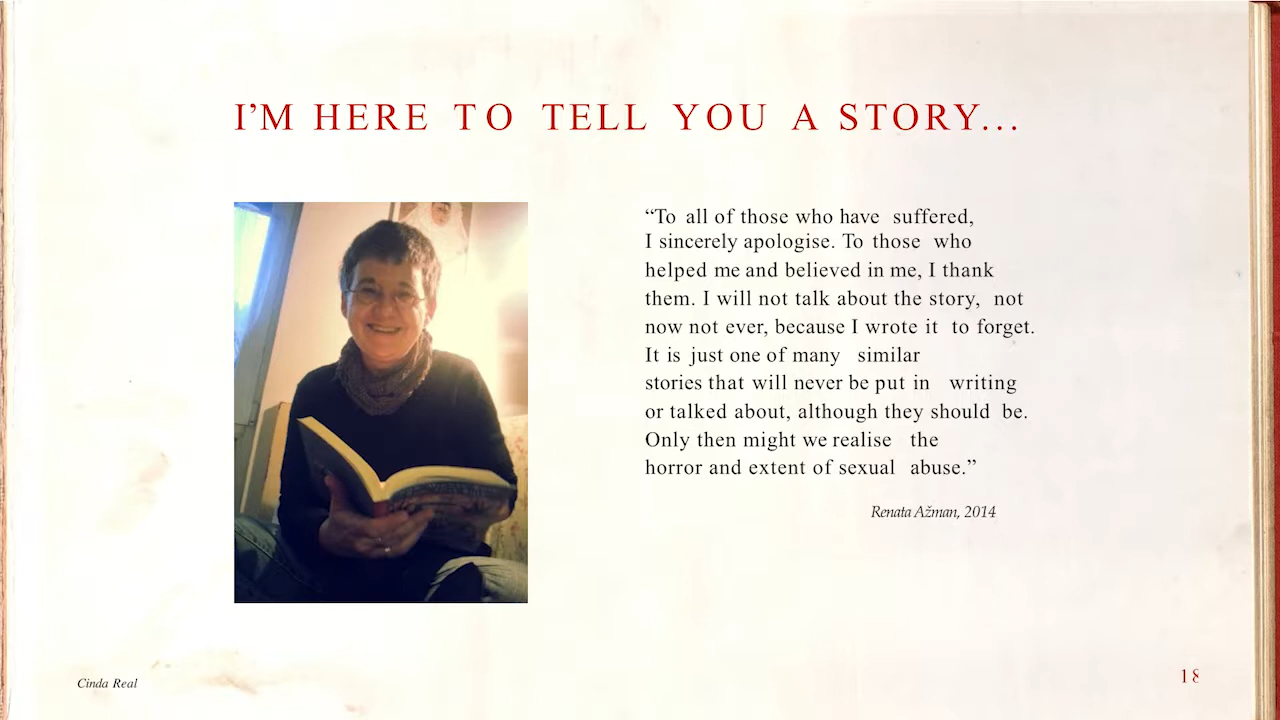 I’M HERE TO TELL YOU A STORY...
“To all of those who have suffered,
I sincerely apologise. To those who
helped me and believed in me, I thank
them. I will not talk about the story, not
now not ever, because I wrote it to forget.
It is just one of many similar
stories that will never be put in writing
or talked about, although they should be.
Only then might we realise the
horror and extent of sexual abuse.”
Renata Ažman, 2014
Cinda Real
18